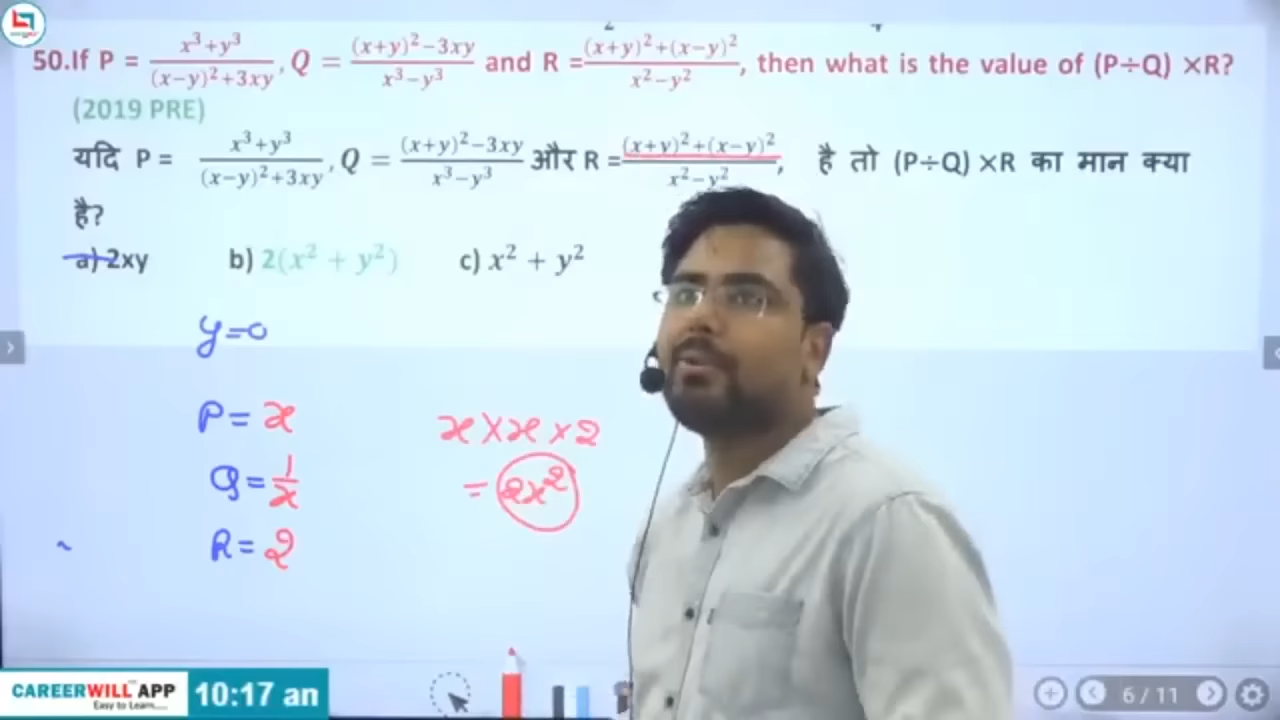 50.If P = x³+y³/(x−y)²+3xy, Q = (x+y)²−3xy/x³−y³ and R = (x+y)²+(x−y)²/x²−y², then what is the value of (P÷Q) ×R?
(2019 PRE)
यदि P = x³+y³/(x−y)²+3xy, Q = (x+y)²−3xy/x³−y³ और R = (x+y)²+(x−y)²/x²−y², है तो (P÷Q) ×R का मान क्या
है?
a) 2xy b) 2(x² + y²) c) x² + y²
y=0
P= x
x×x×2
Q= 1/x
= 2x²
R= 2
CAREERWILL APP
Easy to Learn.....
10:17 an
6 / 11